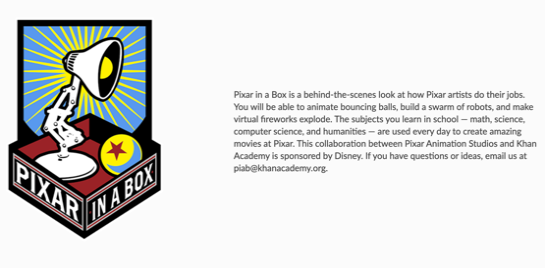 PIXAR IN A BOX
Pixar in a Box is a behind-the-scenes look at how Pixar artists do their jobs.
You will be able to animate bouncing balls, build a swarm of robots, and make
virtual fireworks explode. The subjects you learn in school — math, science,
computer science, and humanities — are used every day to create amazing
movies at Pixar. This collaboration between Pixar Animation Studios and Khan
Academy is sponsored by Disney. If you have questions or ideas, email us at
piab@khanacademy.org.